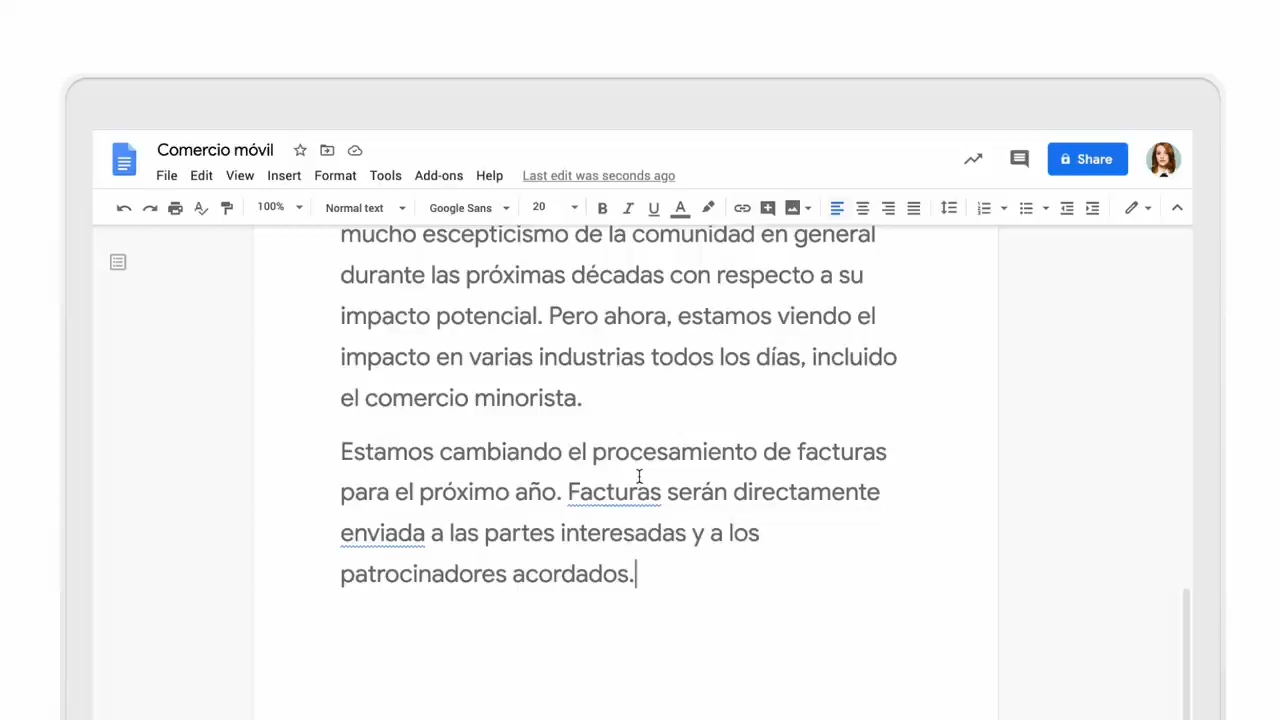 Comercio móvil
File Edit View Insert Format Tools Add-ons Help Last edit was seconds ago
Share
100% Normal text Google Sans 20 B I U A
mucho escepticismo de la comunidad en general
durante las próximas décadas con respecto a su
impacto potencial. Pero ahora, estamos viendo el
impacto en varias industrias todos los días, incluido
el comercio minorista.
Estamos cambiando el procesamiento de facturas
para el próximo año. Facturas serán directamente
enviada a las partes interesadas y a los
patrocinadores acordados.